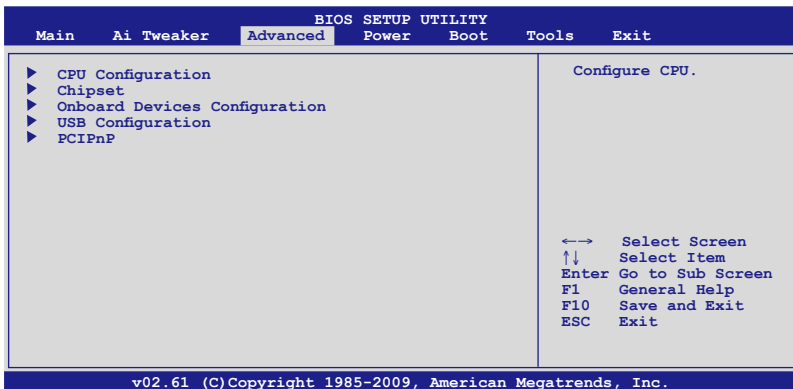 BIOS SETUP UTILITY
Main Ai Tweaker Advanced Power Boot Tools Exit
CPU Configuration
Chipset
Onboard Devices Configuration
USB Configuration
PCIPnP
Configure CPU.
←→ Select Screen
↑↓ Select Item
Enter Go to Sub Screen
F1 General Help
F10 Save and Exit
ESC Exit
v02.61 (C)Copyright 1985-2009, American Megatrends, Inc.